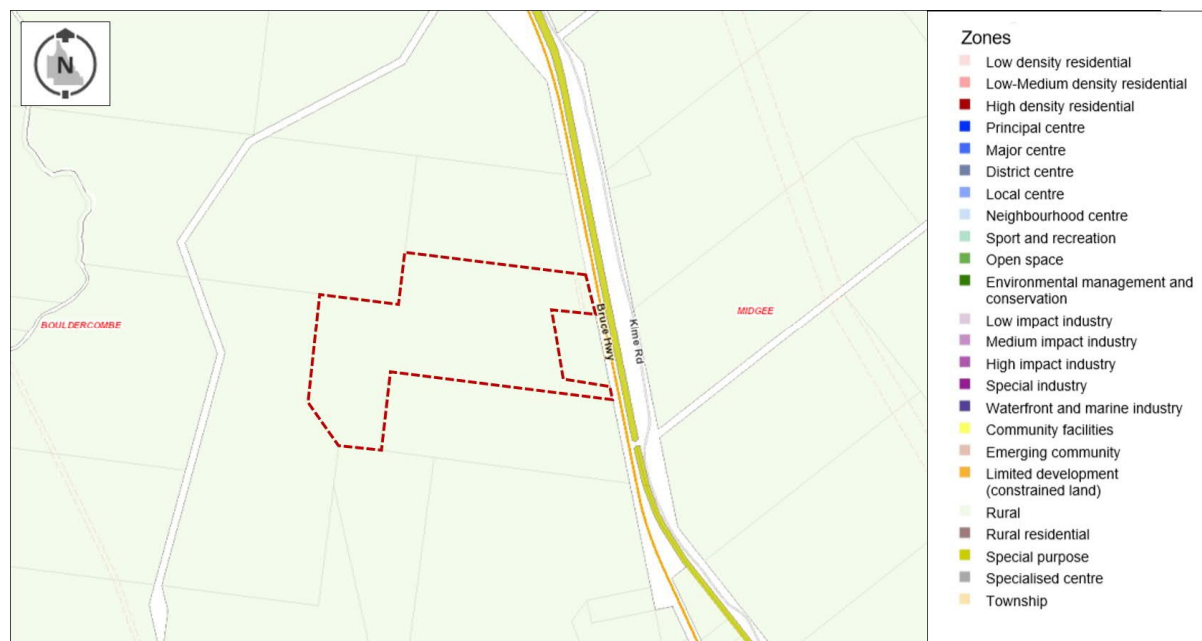 N
BOULDERCOMBE
Bruce Hwy
Kime Rd
MIDGEE
Zones
Low density residential
Low-Medium density residential
High density residential
Principal centre
Major centre
District centre
Local centre
Neighbourhood centre
Sport and recreation
Open space
Environmental management and
conservation
Low impact industry
Medium impact industry
High impact industry
Special industry
Waterfront and marine industry
Community facilities
Emerging community
Limited development
(constrained land)
Rural
Rural residential
Special purpose
Specialised centre
Township